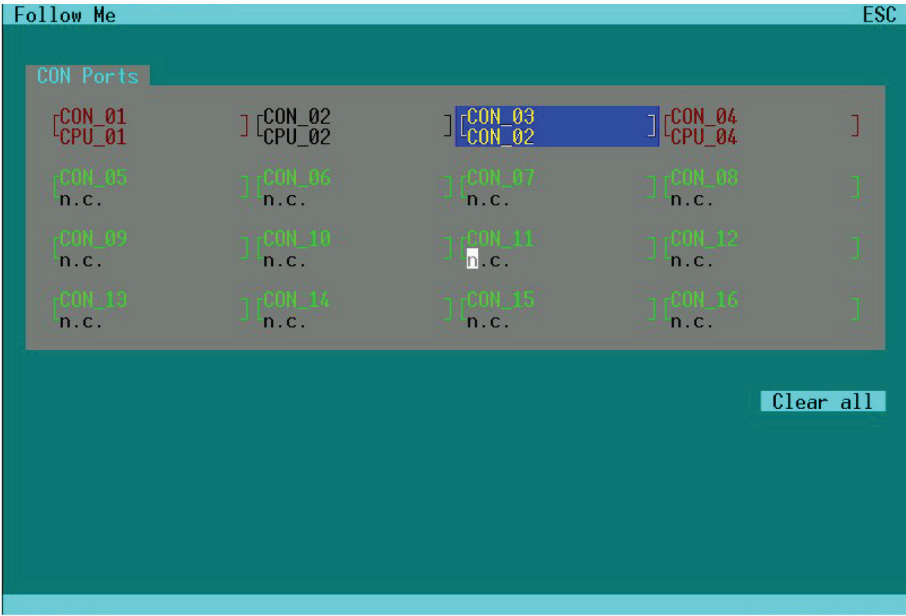 Follow Me ESC
CON Ports
[CON_01 ] [CON_02 ] [CON_03 ] [CON_04 ]
CPU_01 CPU_02 CON_02 CPU_04
[CON_05 ] [CON_06 ] [CON_07 ] [CON_08 ]
n.c. n.c. n.c. n.c.
[CON_09 ] [CON_10 ] [CON_11 ] [CON_12 ]
n.c. n.c. n.c. n.c.
[CON_13 ] [CON_14 ] [CON_15 ] [CON_16 ]
n.c. n.c. n.c. n.c.
Clear all